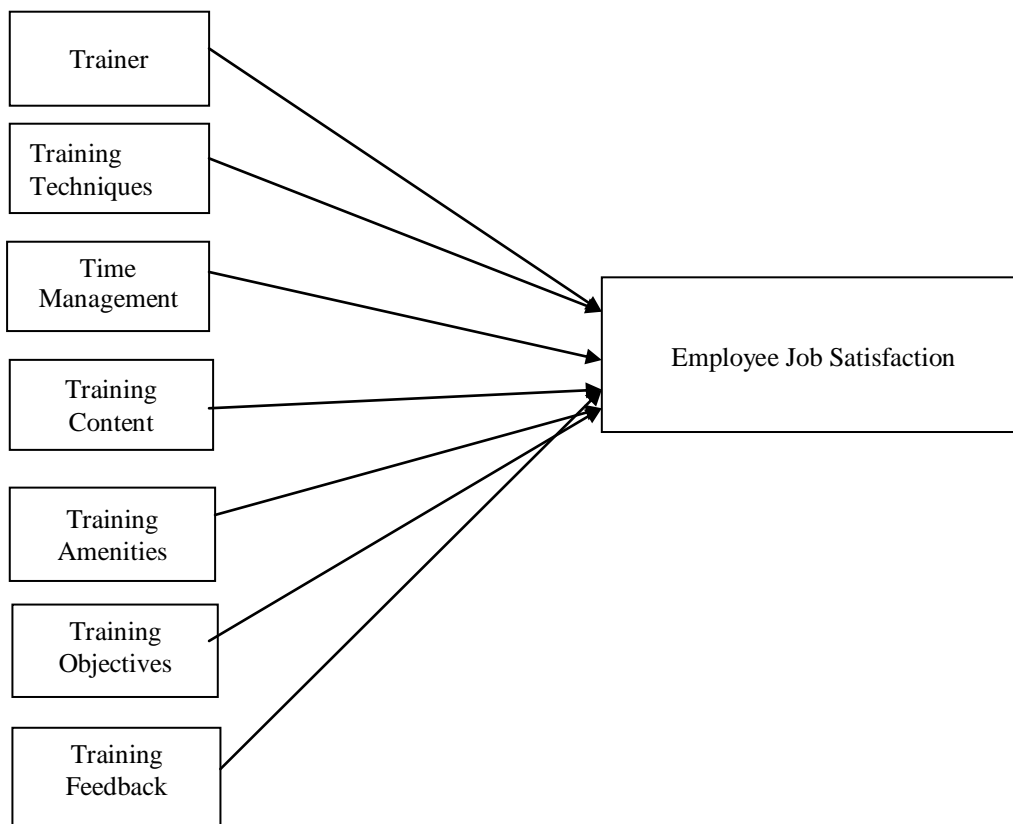 Trainer
Training
Techniques
Time
Management
Training
Content
Training
Amenities
Training
Objectives
Training
Feedback
Employee Job Satisfaction